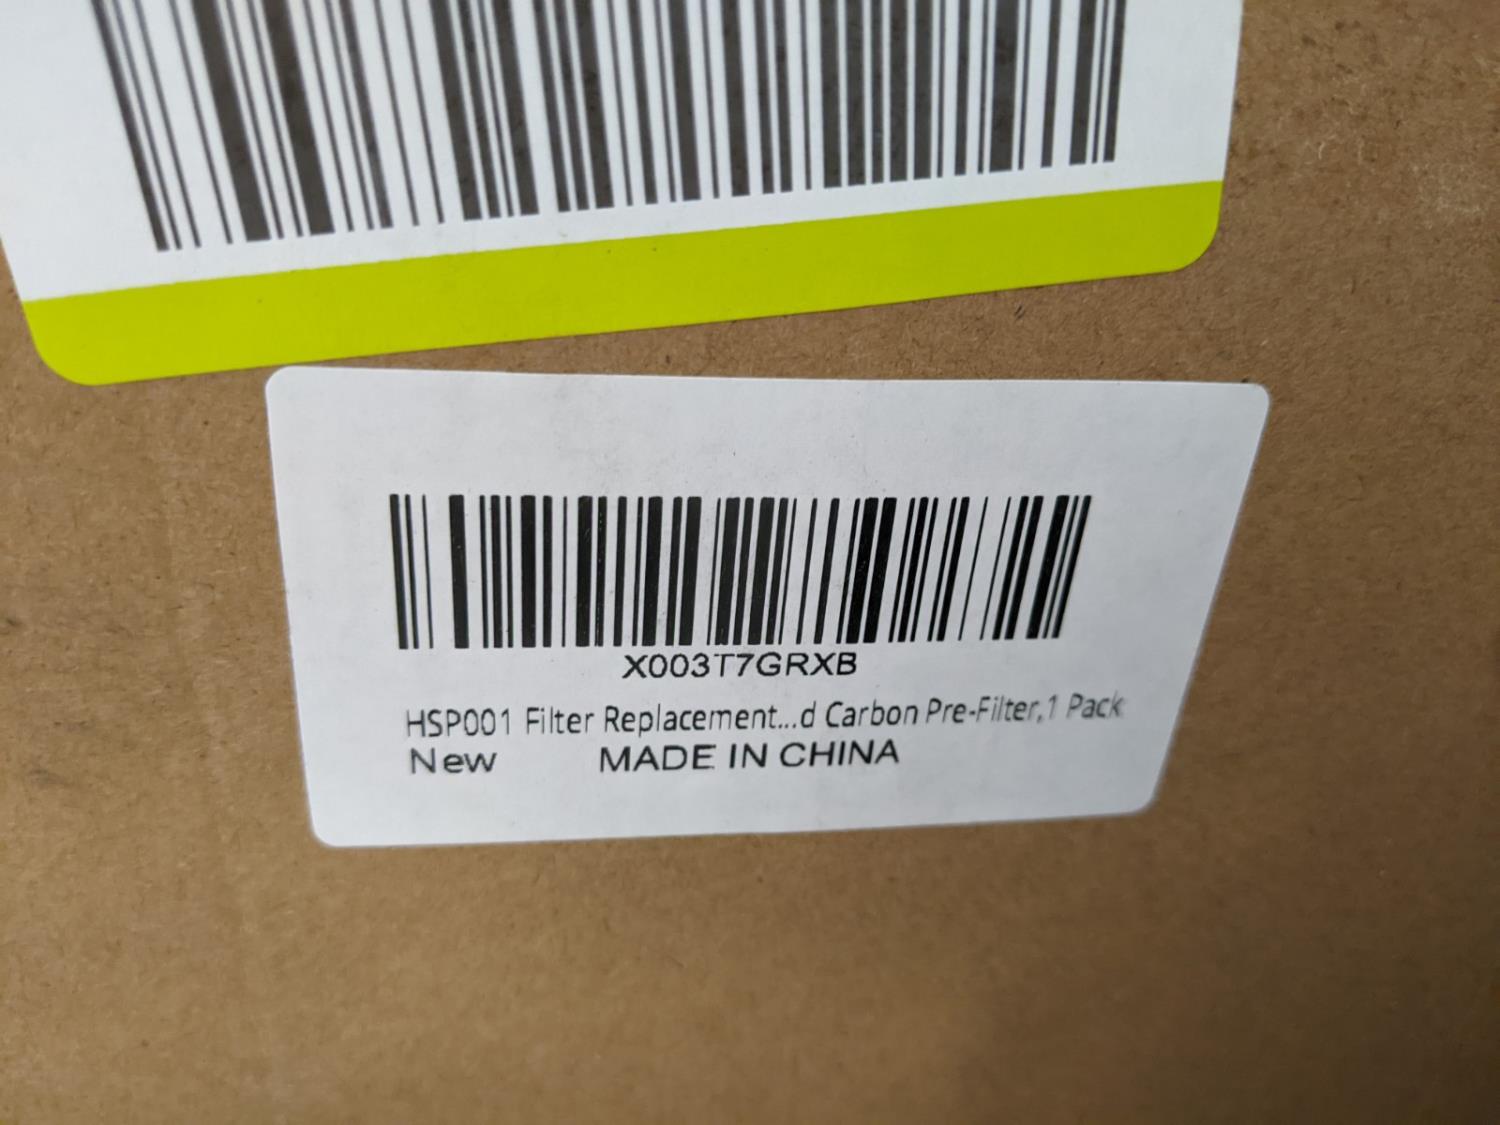 X003T7GRXB
HSP001 Filter Replacement...d Carbon Pre-Filter,1 Pack
New MADE IN CHINA